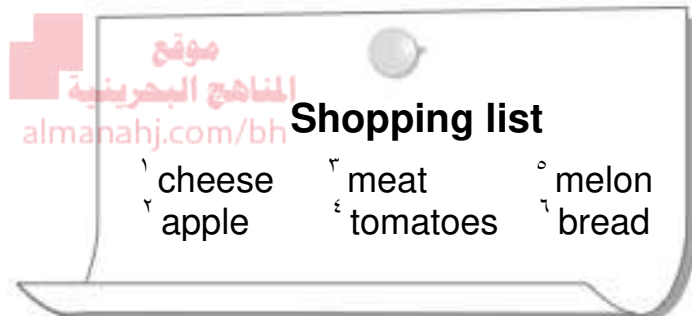 موقع
المناهج البحرينية
almanahj.com/bh
Shopping list
١ cheese ٣ meat ٥ melon
٢ apple ٤ tomatoes ٦ bread